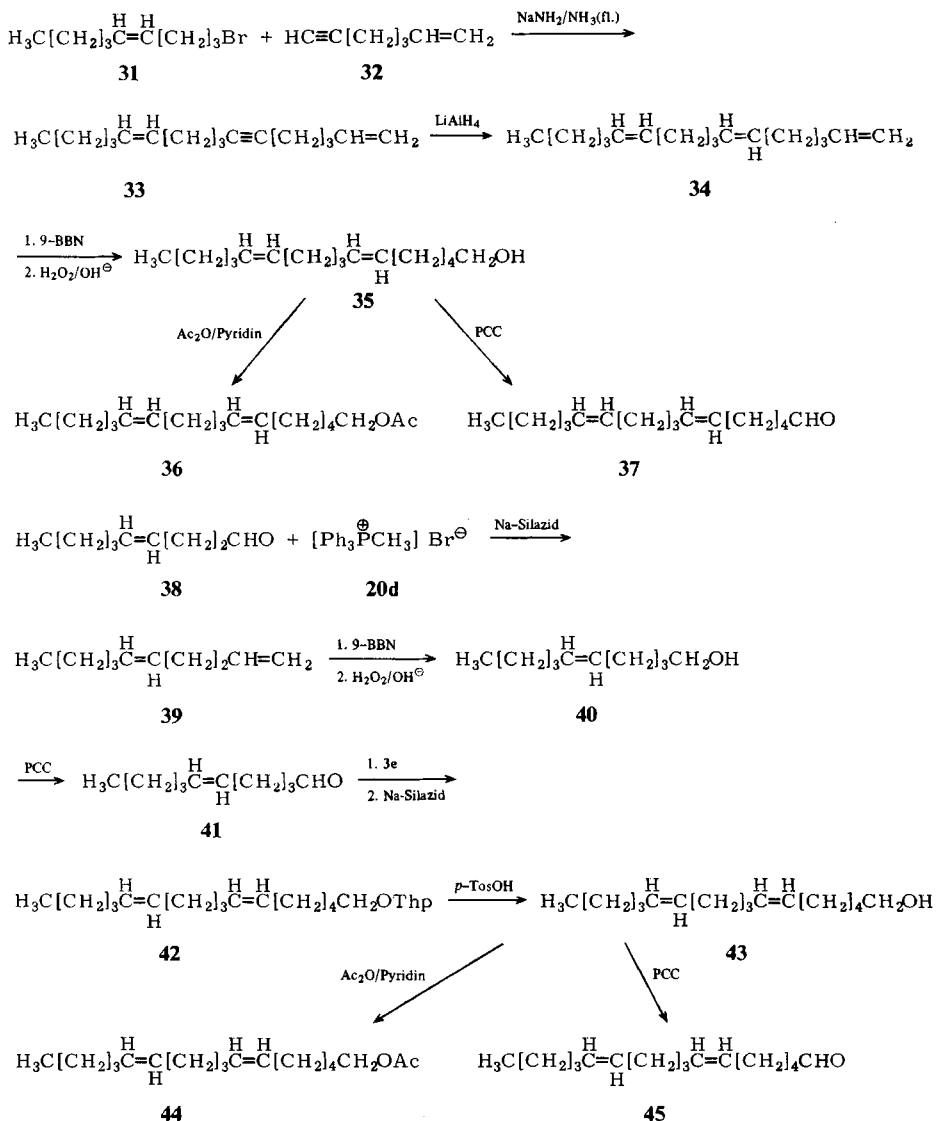 H₃C[CH₂]₃C(H)=C(H)[CH₂]₃Br + HC≡C[CH₂]₃CH=CH₂ NaNH₂/NH₃(fl.)
31 32
H₃C[CH₂]₃C(H)=C(H)[CH₂]₃C≡C[CH₂]₃CH=CH₂ LiAlH₄ H₃C[CH₂]₃C(H)=C(H)[CH₂]₃C(H)=C(H)[CH₂]₃CH=CH₂
33 34
1. 9-BBN
2. H₂O₂/OH⊖
H₃C[CH₂]₃C(H)=C(H)[CH₂]₃C(H)=C(H)[CH₂]₄CH₂OH
35
Ac₂O/Pyridin PCC
H₃C[CH₂]₃C(H)=C(H)[CH₂]₃C(H)=C(H)[CH₂]₄CH₂OAc H₃C[CH₂]₃C(H)=C(H)[CH₂]₃C(H)=C(H)[CH₂]₄CHO
36 37
H₃C[CH₂]₃C(H)=C(H)[CH₂]₂CHO + [Ph₃P⊕CH₃] Br⊖ Na-Silazid
38 20d
H₃C[CH₂]₃C(H)=C(H)[CH₂]₂CH=CH₂ 1. 9-BBN 2. H₂O₂/OH⊖ H₃C[CH₂]₃C(H)=C(H)[CH₂]₃CH₂OH
39 40
PCC H₃C[CH₂]₃C(H)=C(H)[CH₂]₃CHO 1. 3e 2. Na-Silazid
41
H₃C[CH₂]₃C(H)=C(H)[CH₂]₃C(H)=C(H)[CH₂]₄CH₂OThp p-TosOH H₃C[CH₂]₃C(H)=C(H)[CH₂]₃C(H)=C(H)[CH₂]₄CH₂OH
42 43
Ac₂O/Pyridin PCC
H₃C[CH₂]₃C(H)=C(H)[CH₂]₃C(H)=C(H)[CH₂]₄CH₂OAc H₃C[CH₂]₃C(H)=C(H)[CH₂]₃C(H)=C(H)[CH₂]₄CHO
44 45